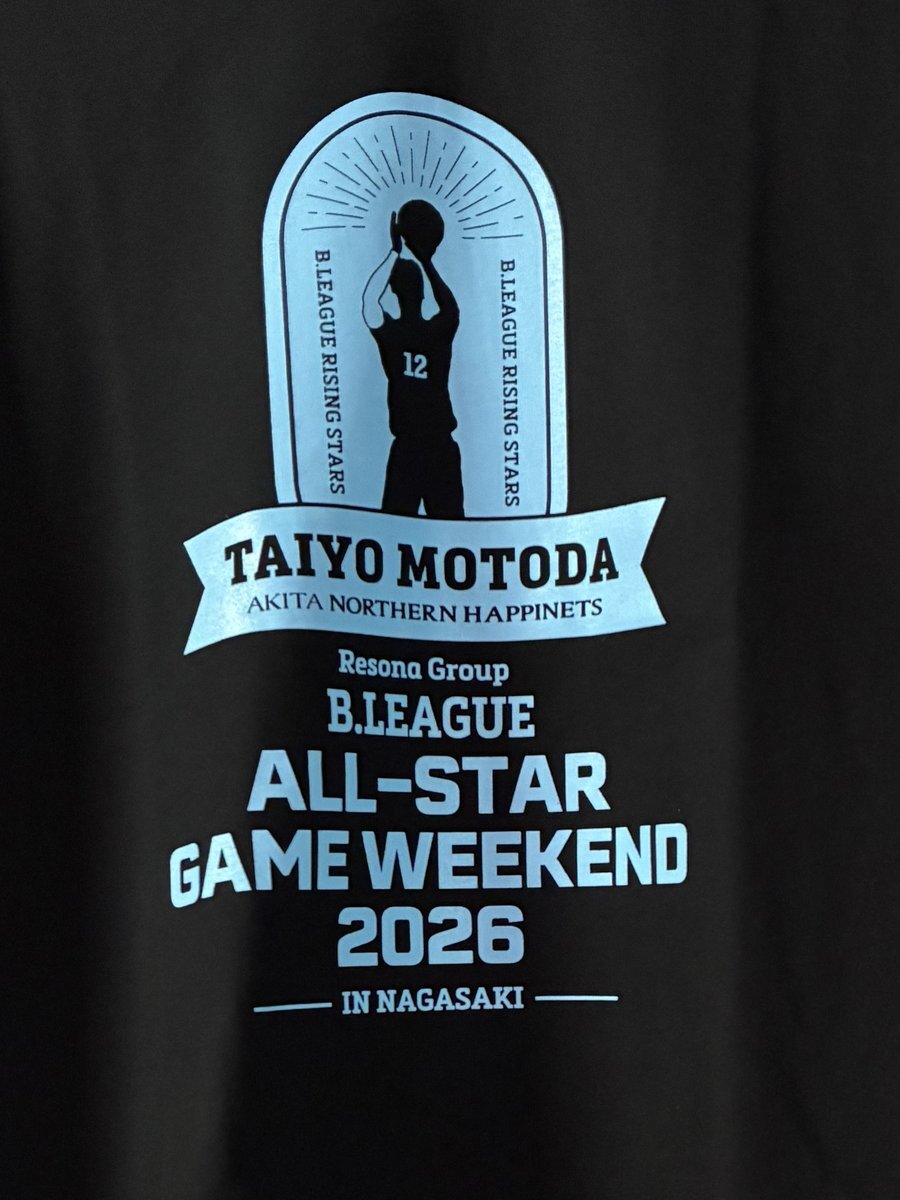 B.LEAGUE RISING STARS
B.LEAGUE RISING STARS
12
TAIYO MOTODA
AKITA NORTHERN HAPPINETS
Resona Group
B.LEAGUE
ALL-STAR
GAME WEEKEND
2026
IN NAGASAKI